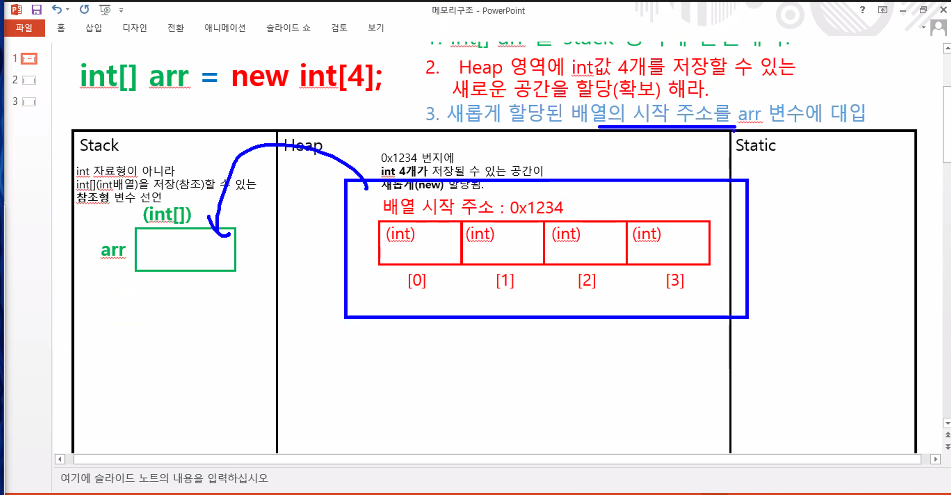 메모리구조 - PowerPoint
파일 홈 삽입 디자인 전환 애니메이션 슬라이드 쇼 검토 보기
1
2
3
int[] arr = new int[4];
2. Heap 영역에 int값 4개를 저장할 수 있는
새로운 공간을 할당(확보) 해라.
3. 새롭게 할당된 배열의 시작 주소를 arr 변수에 대입
Stack
Heap
Static
int 자료형이 아니라
int[](int배열)을 저장(참조)할 수 있는
참조형 변수 선언
(int[])
arr
0x1234 번지에
int 4개가 저장될 수 있는 공간이
새롭게(new) 할당됨.
배열 시작 주소 : 0x1234
(int) (int) (int) (int)
[0] [1] [2] [3]
여기에 슬라이드 노트의 내용을 입력하십시오